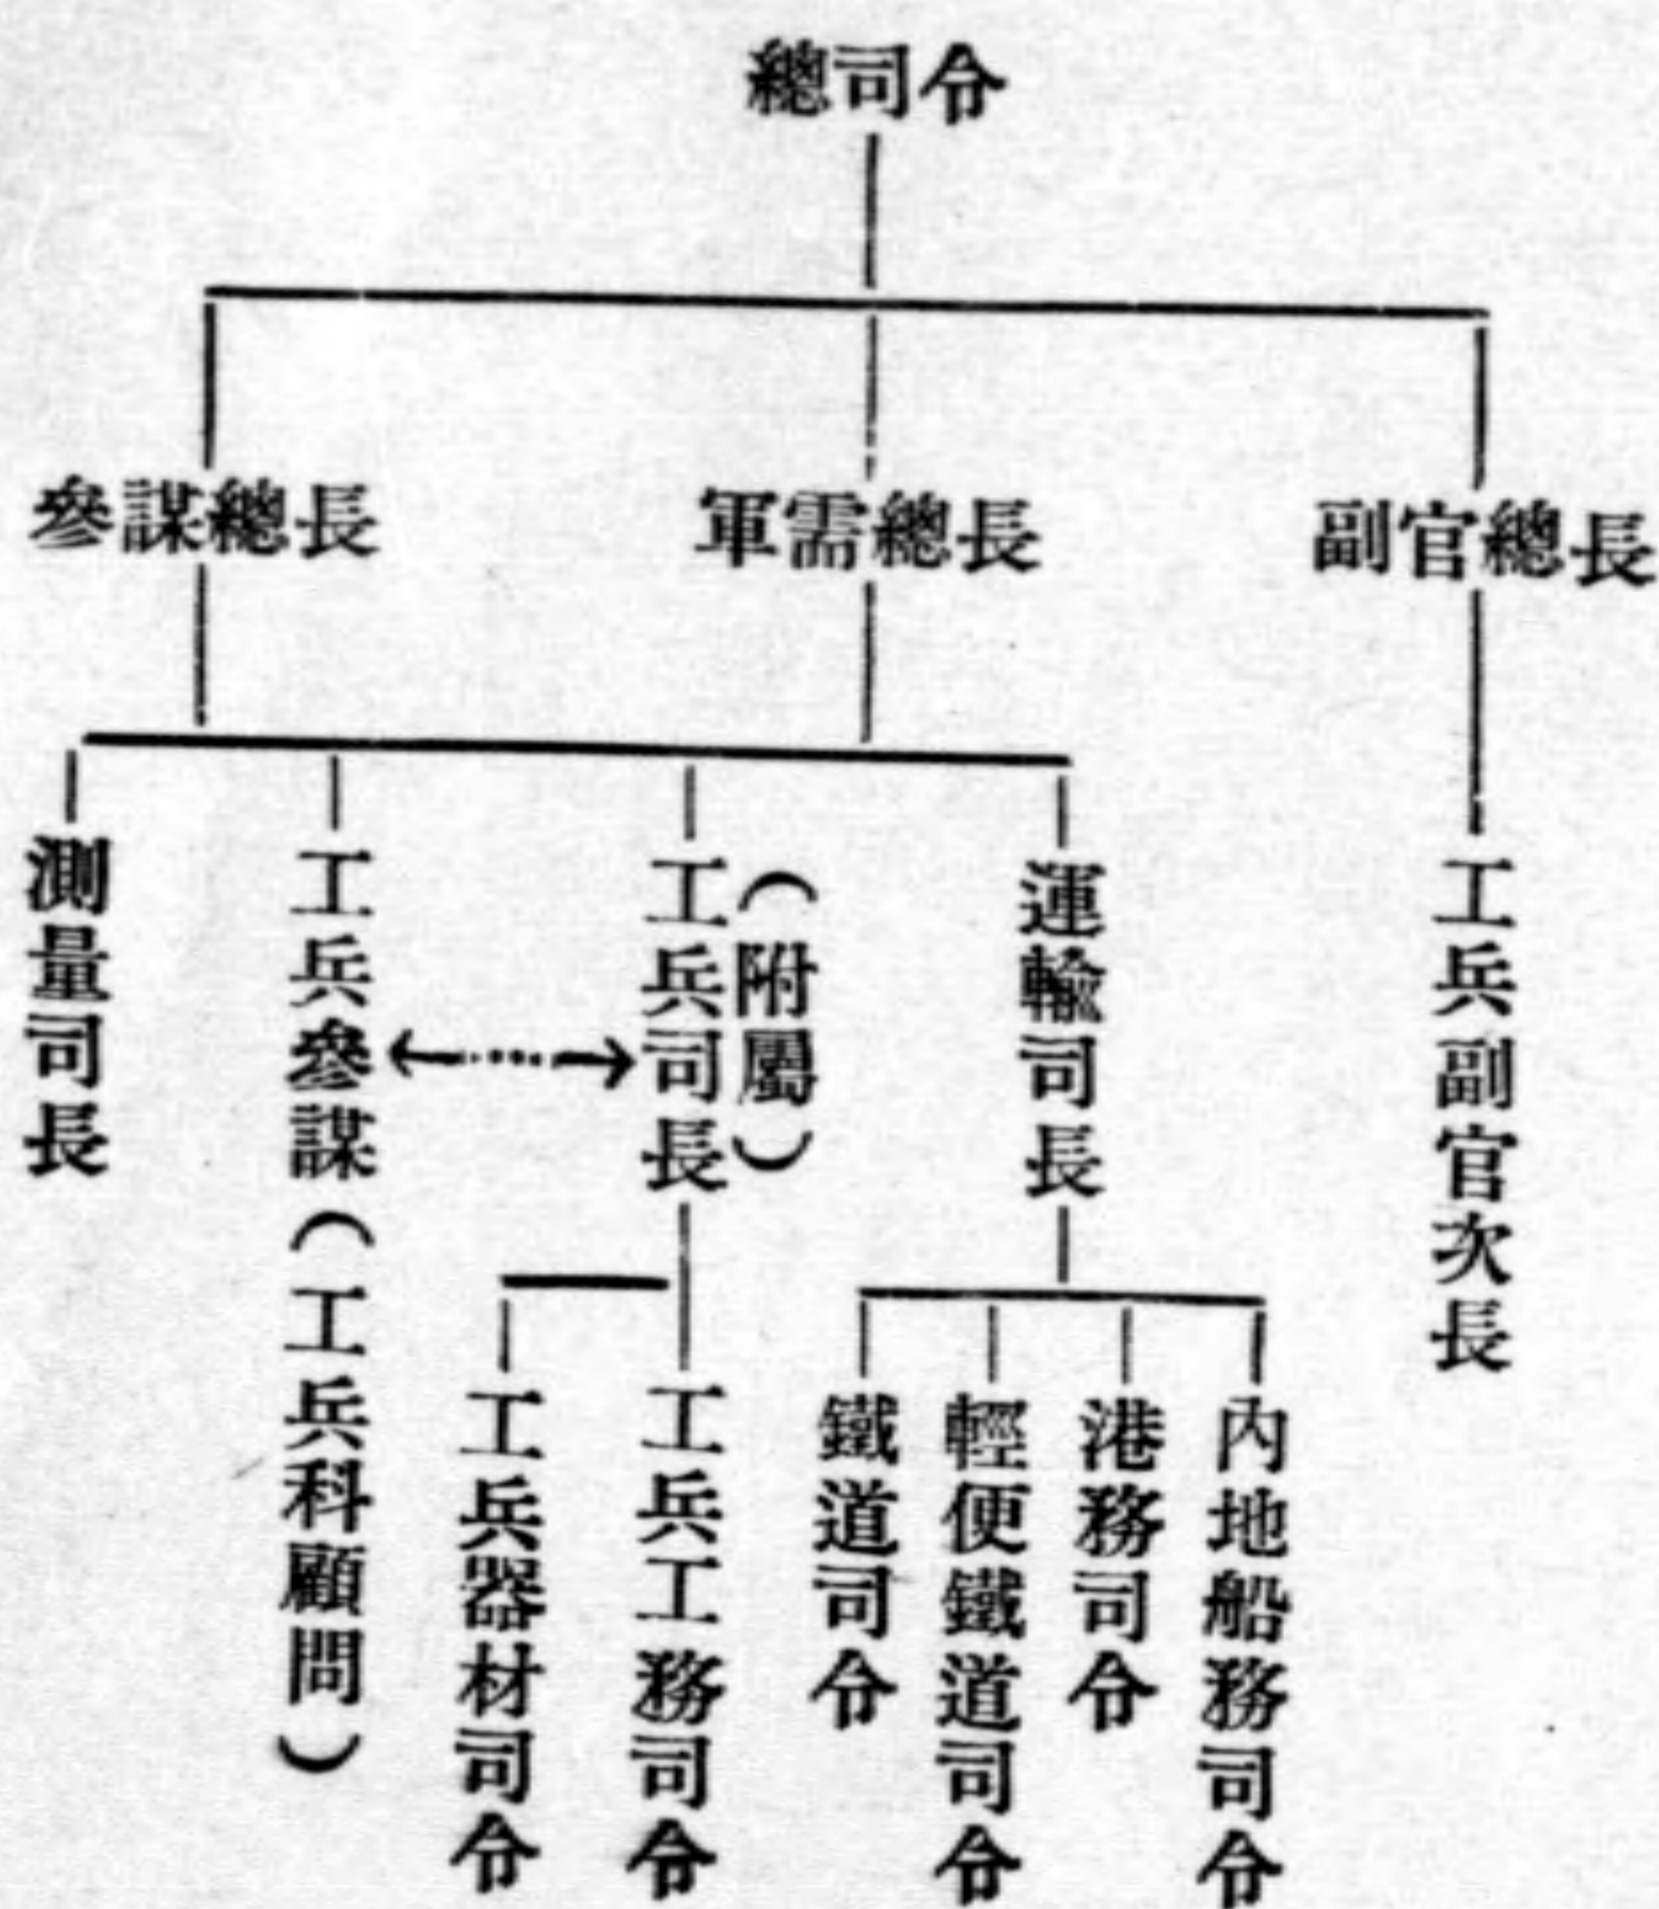 總司令
參謀總長
軍需總長
副官總長
測量司長
工兵參謀(工兵科顧問)
工兵司長
(附屬)
運輸司長
工兵副官次長
工兵器材司令
工兵工務司令
鐵道司令
輕便鐵道司令
港務司令
內地船務司令